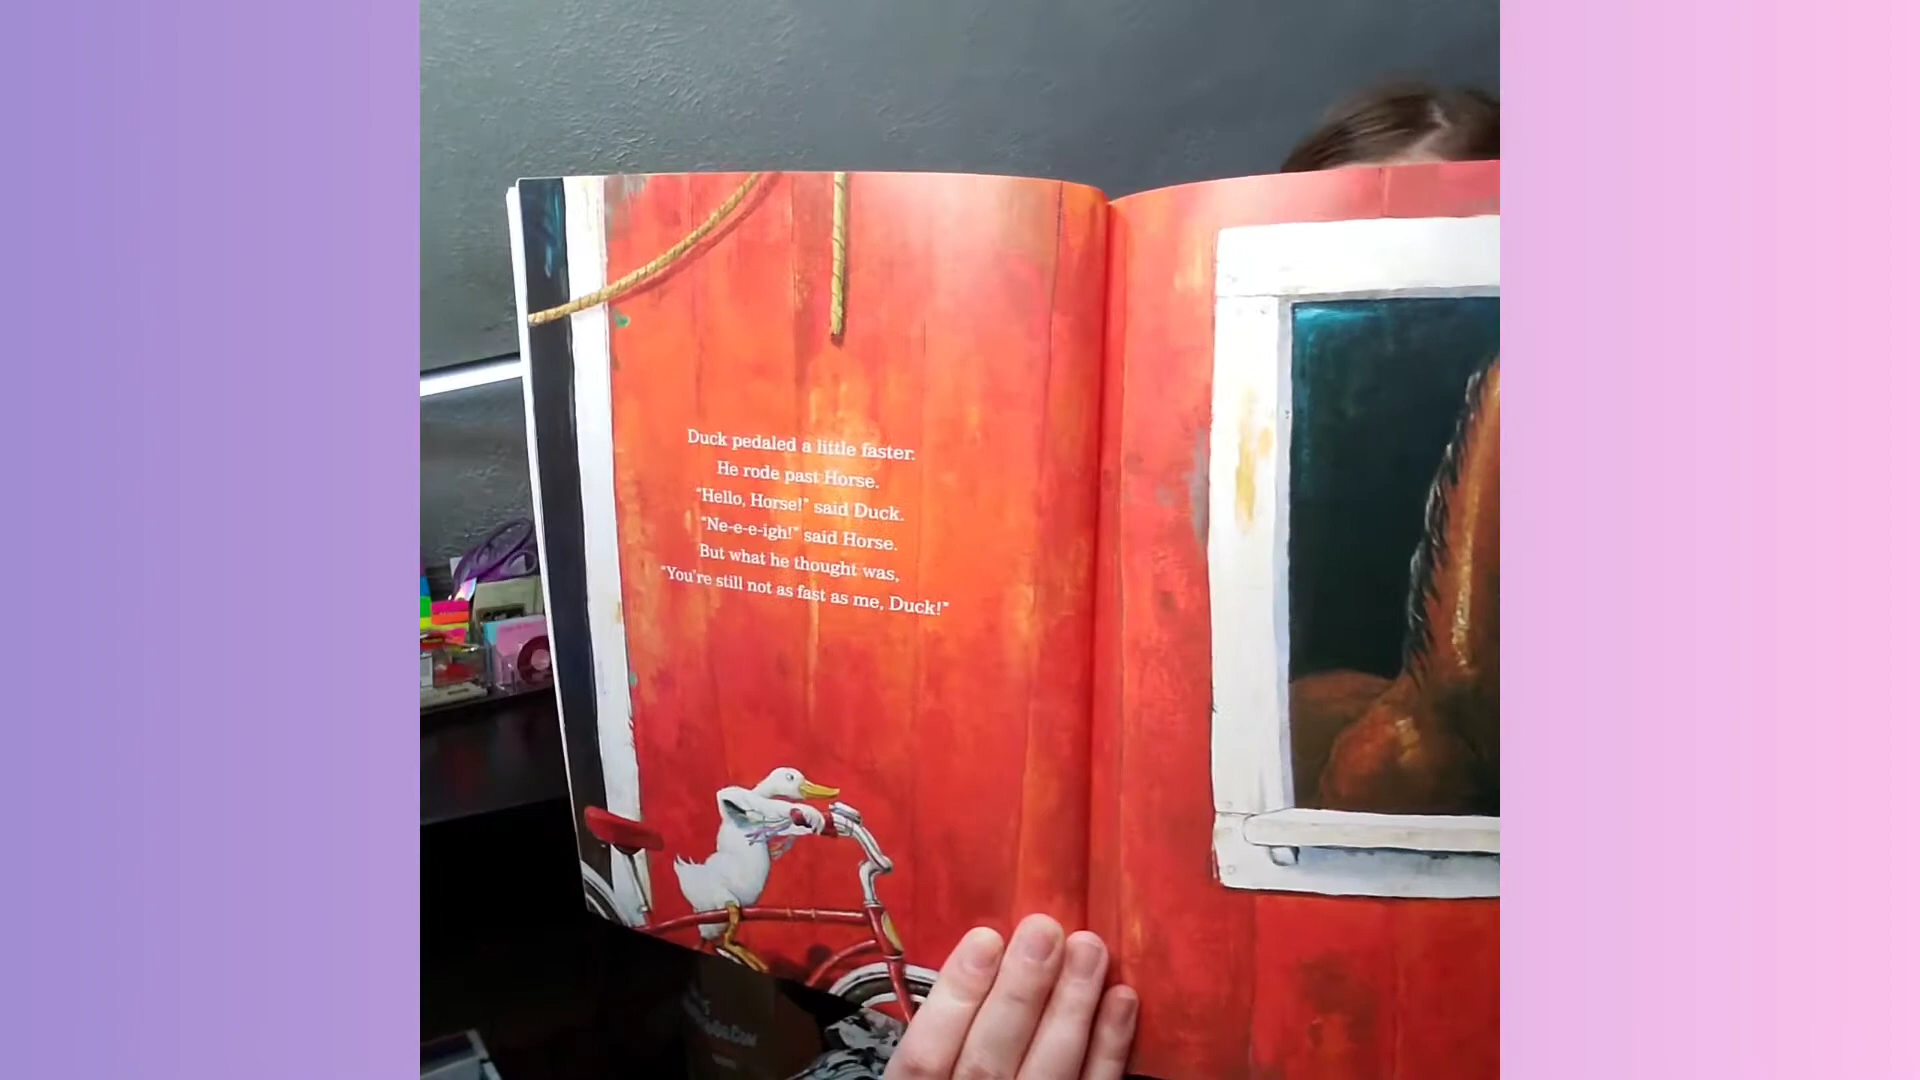 Duck pedaled a little faster.
He rode past Horse.
"Hello, Horse!" said Duck.
"Ne-e-e-igh!" said Horse.
But what he thought was,
"You're still not as fast as me, Duck!"